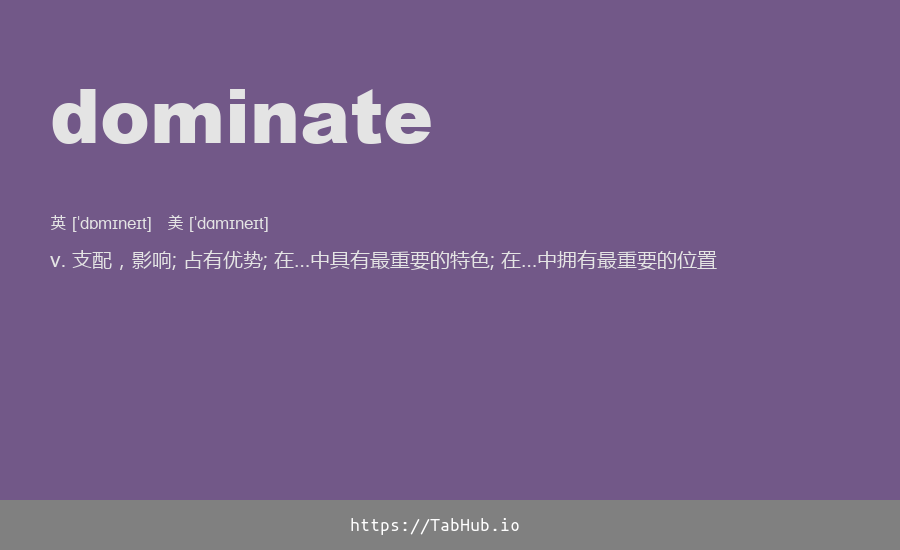 dominate
英 [ˈdɒmɪneɪt] 美 [ˈdɑmɪneɪt]
v. 支配，影响; 占有优势; 在...中具有最重要的特色; 在...中拥有最重要的位置
https://TabHub.io